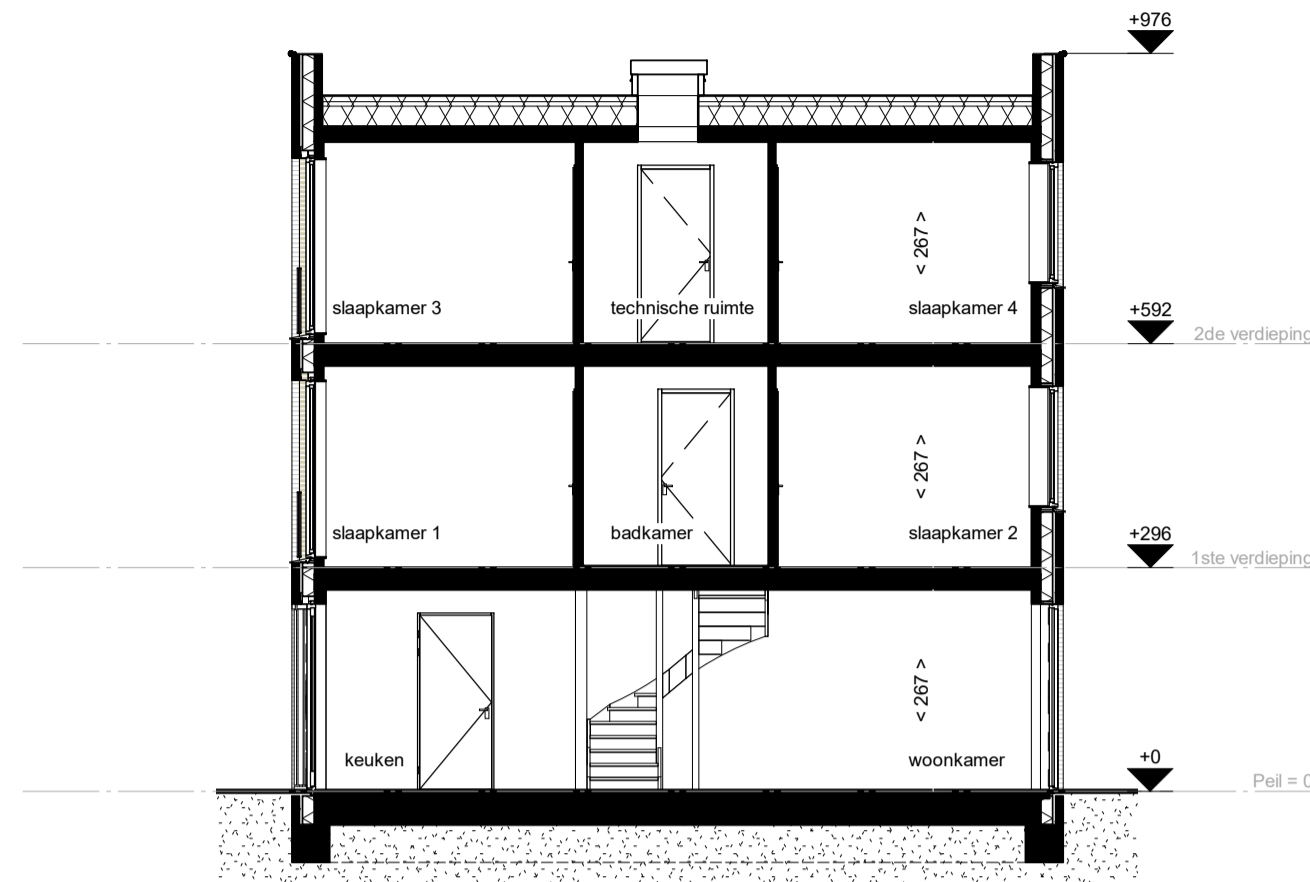 +976
< 267 >
slaapkamer 3
technische ruimte
slaapkamer 4
+592
2de verdieping
< 267 >
slaapkamer 1
badkamer
slaapkamer 2
+296
1ste verdieping
< 267 >
keuken
woonkamer
+0
Peil = 0